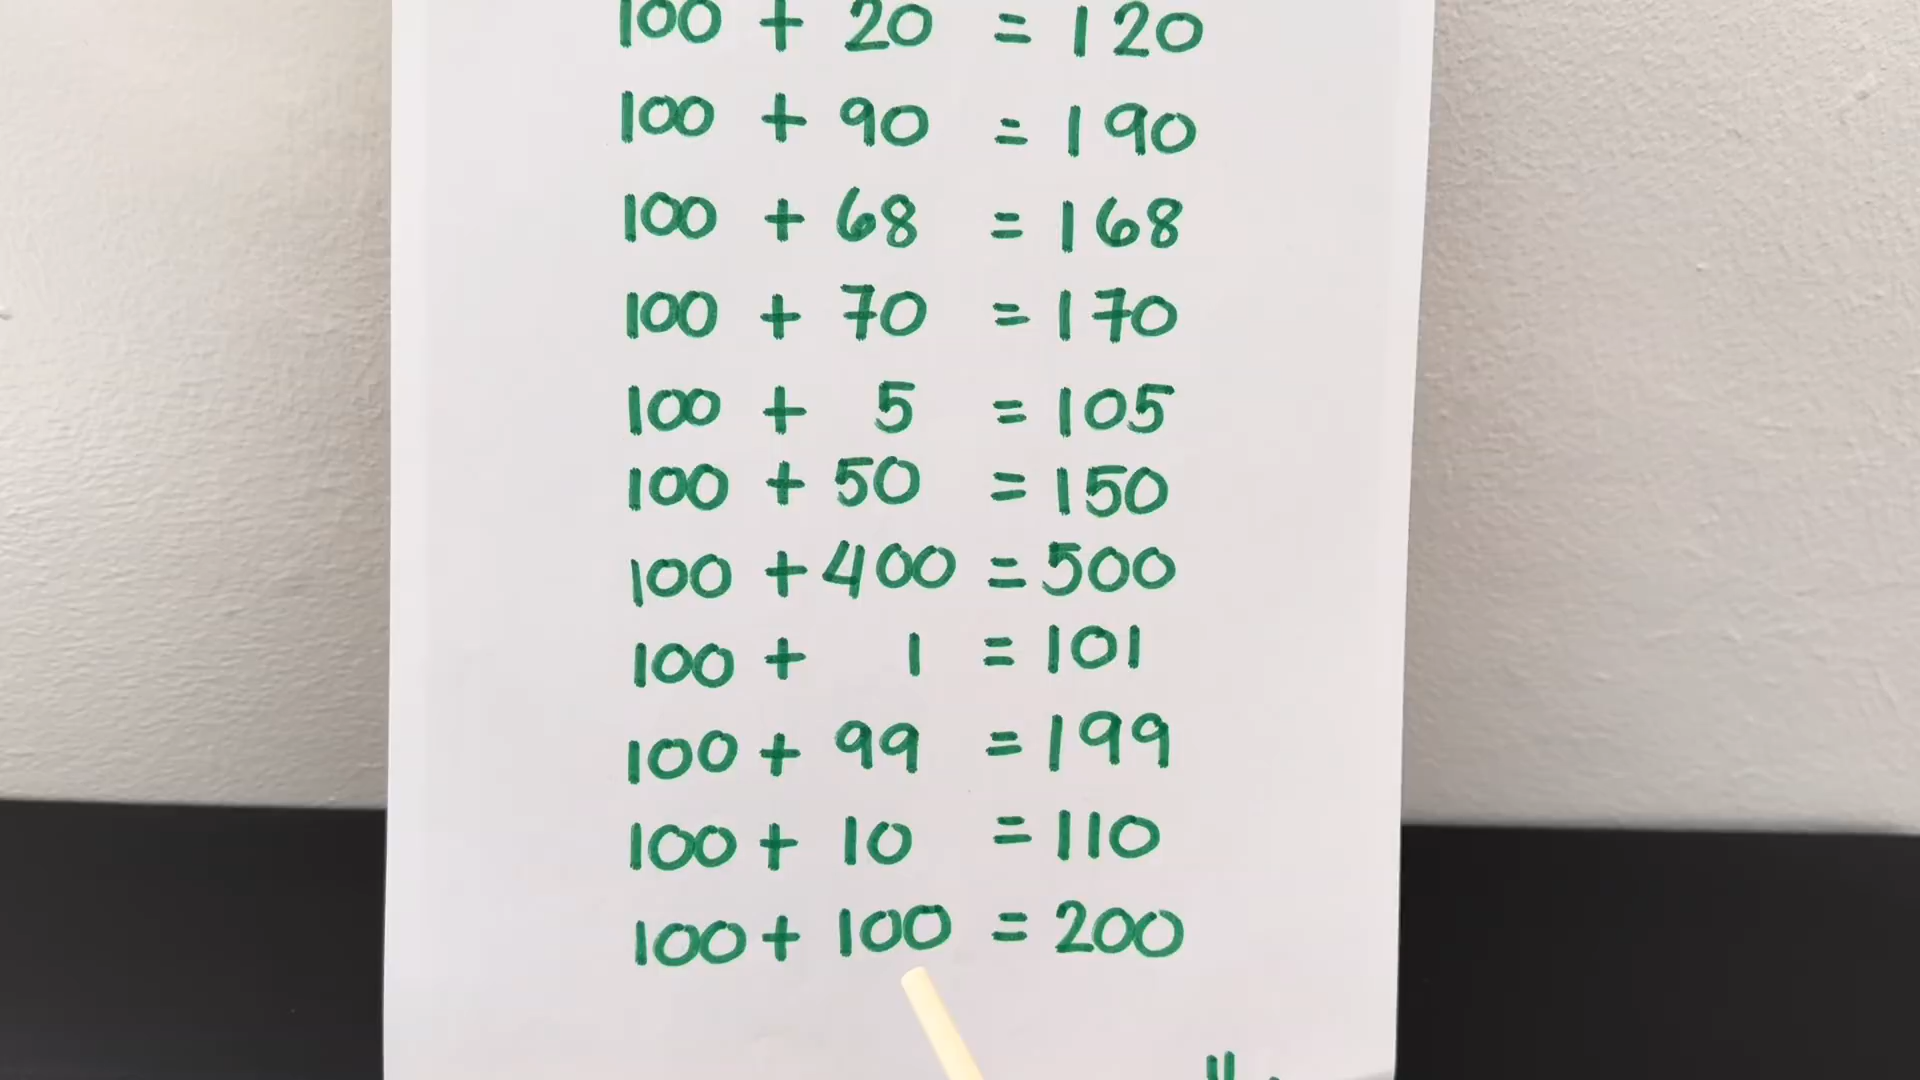 100 + 20 = 120
100 + 90 = 190
100 + 68 = 168
100 + 70 = 170
100 + 5 = 105
100 + 50 = 150
100 + 400 = 500
100 + 1 = 101
100 + 99 = 199
100 + 10 = 110
100 + 100 = 200